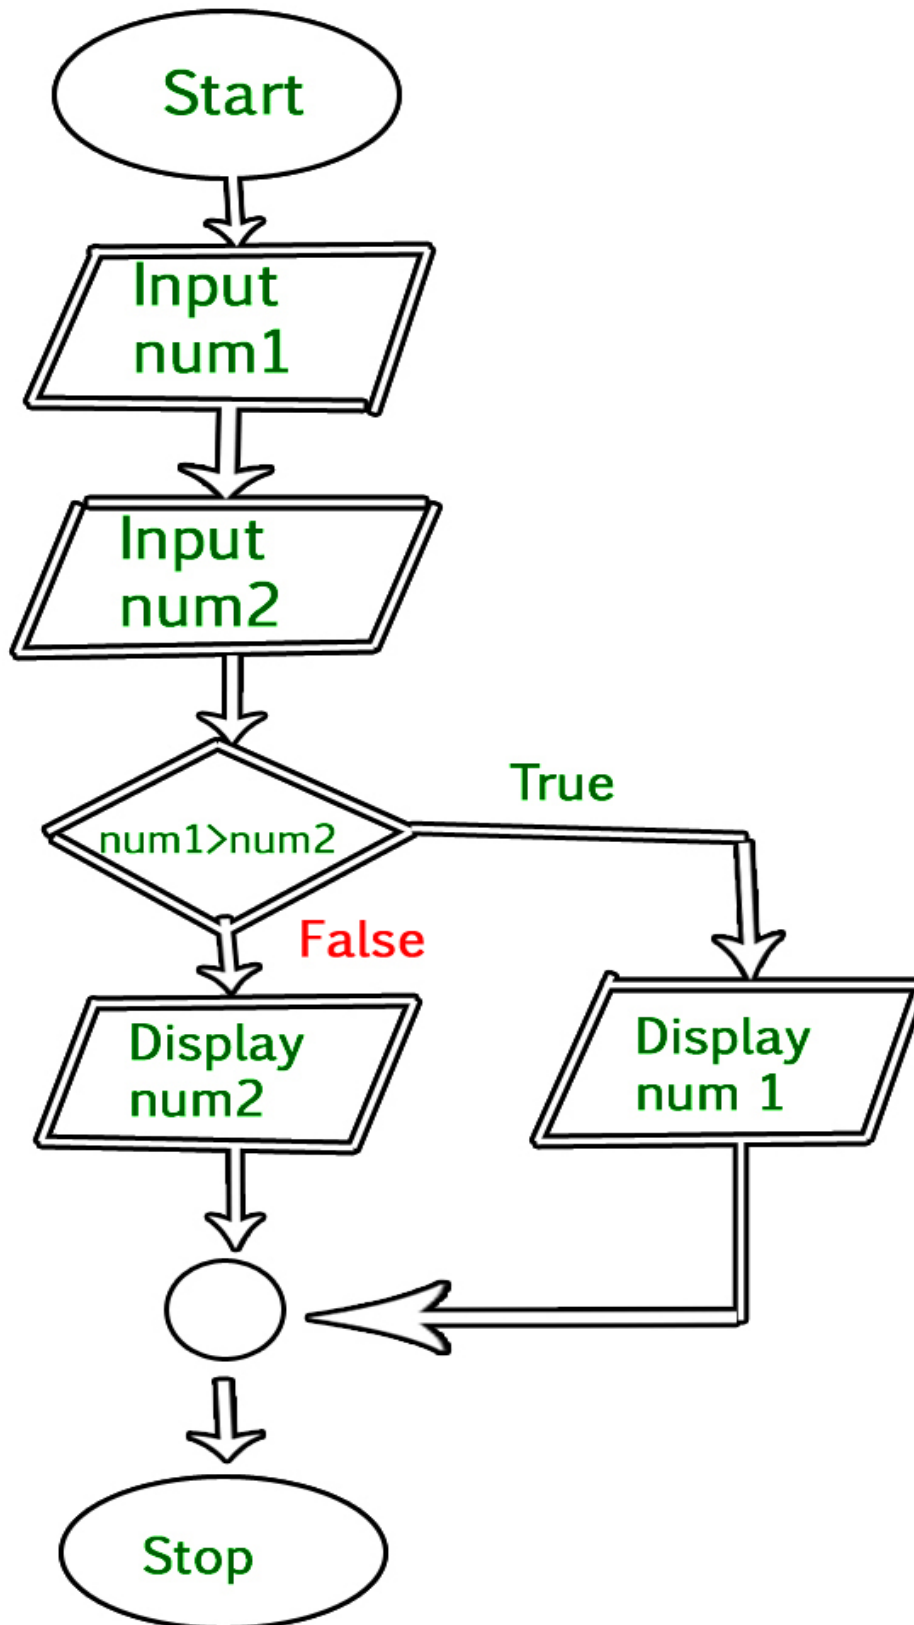 Start
Input
num1
Input
num2
num1>num2
True
False
Display
num2
Display
num 1
Stop